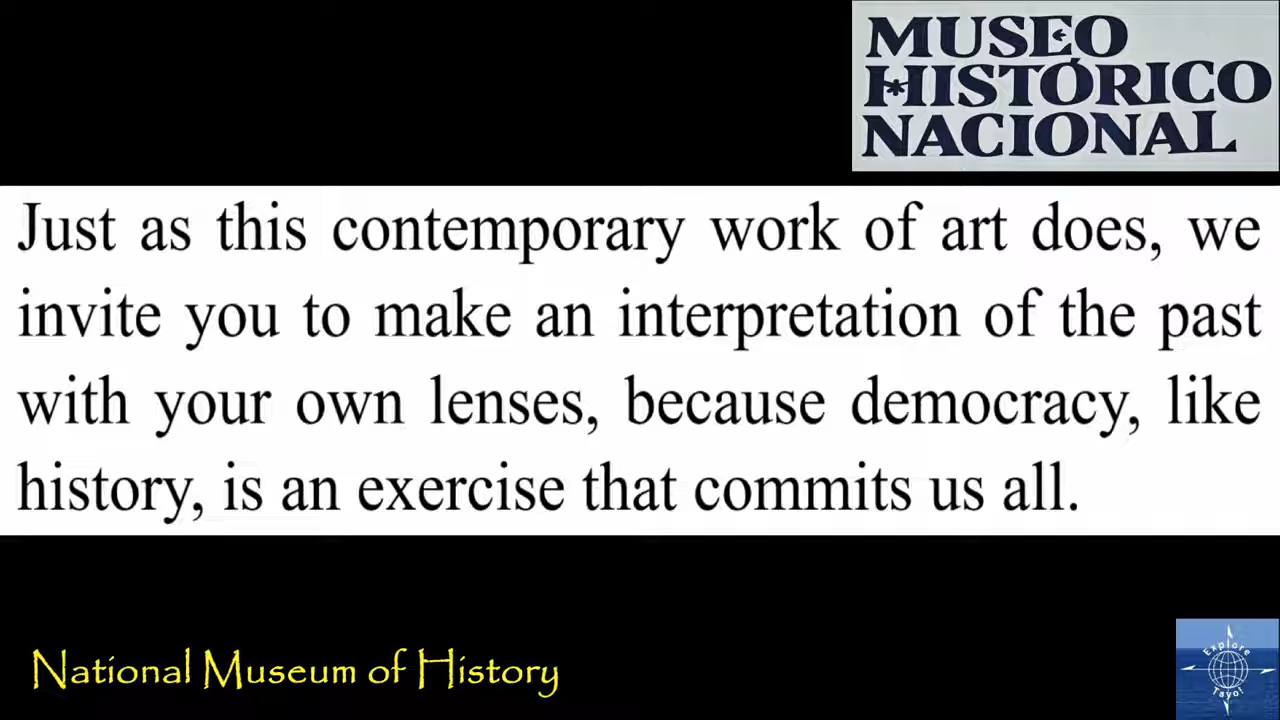 MUSEO
HISTÓRICO
NACIONAL
Just as this contemporary work of art does, we
invite you to make an interpretation of the past
with your own lenses, because democracy, like
history, is an exercise that commits us all.
National Museum of History
Explore
Tayo!